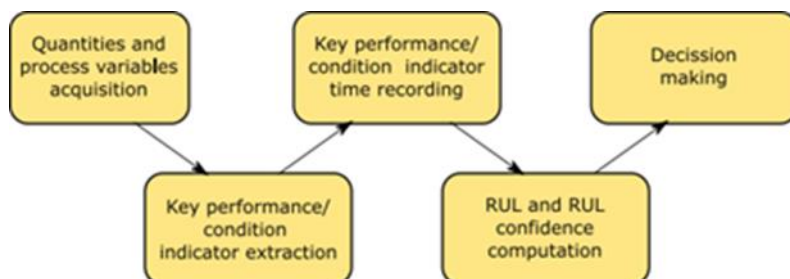 Quantities and
process variables
acquisition
Key performance/
condition
indicator extraction
Key performance/
condition indicator
time recording
RUL and RUL
confidence
computation
Decission
making